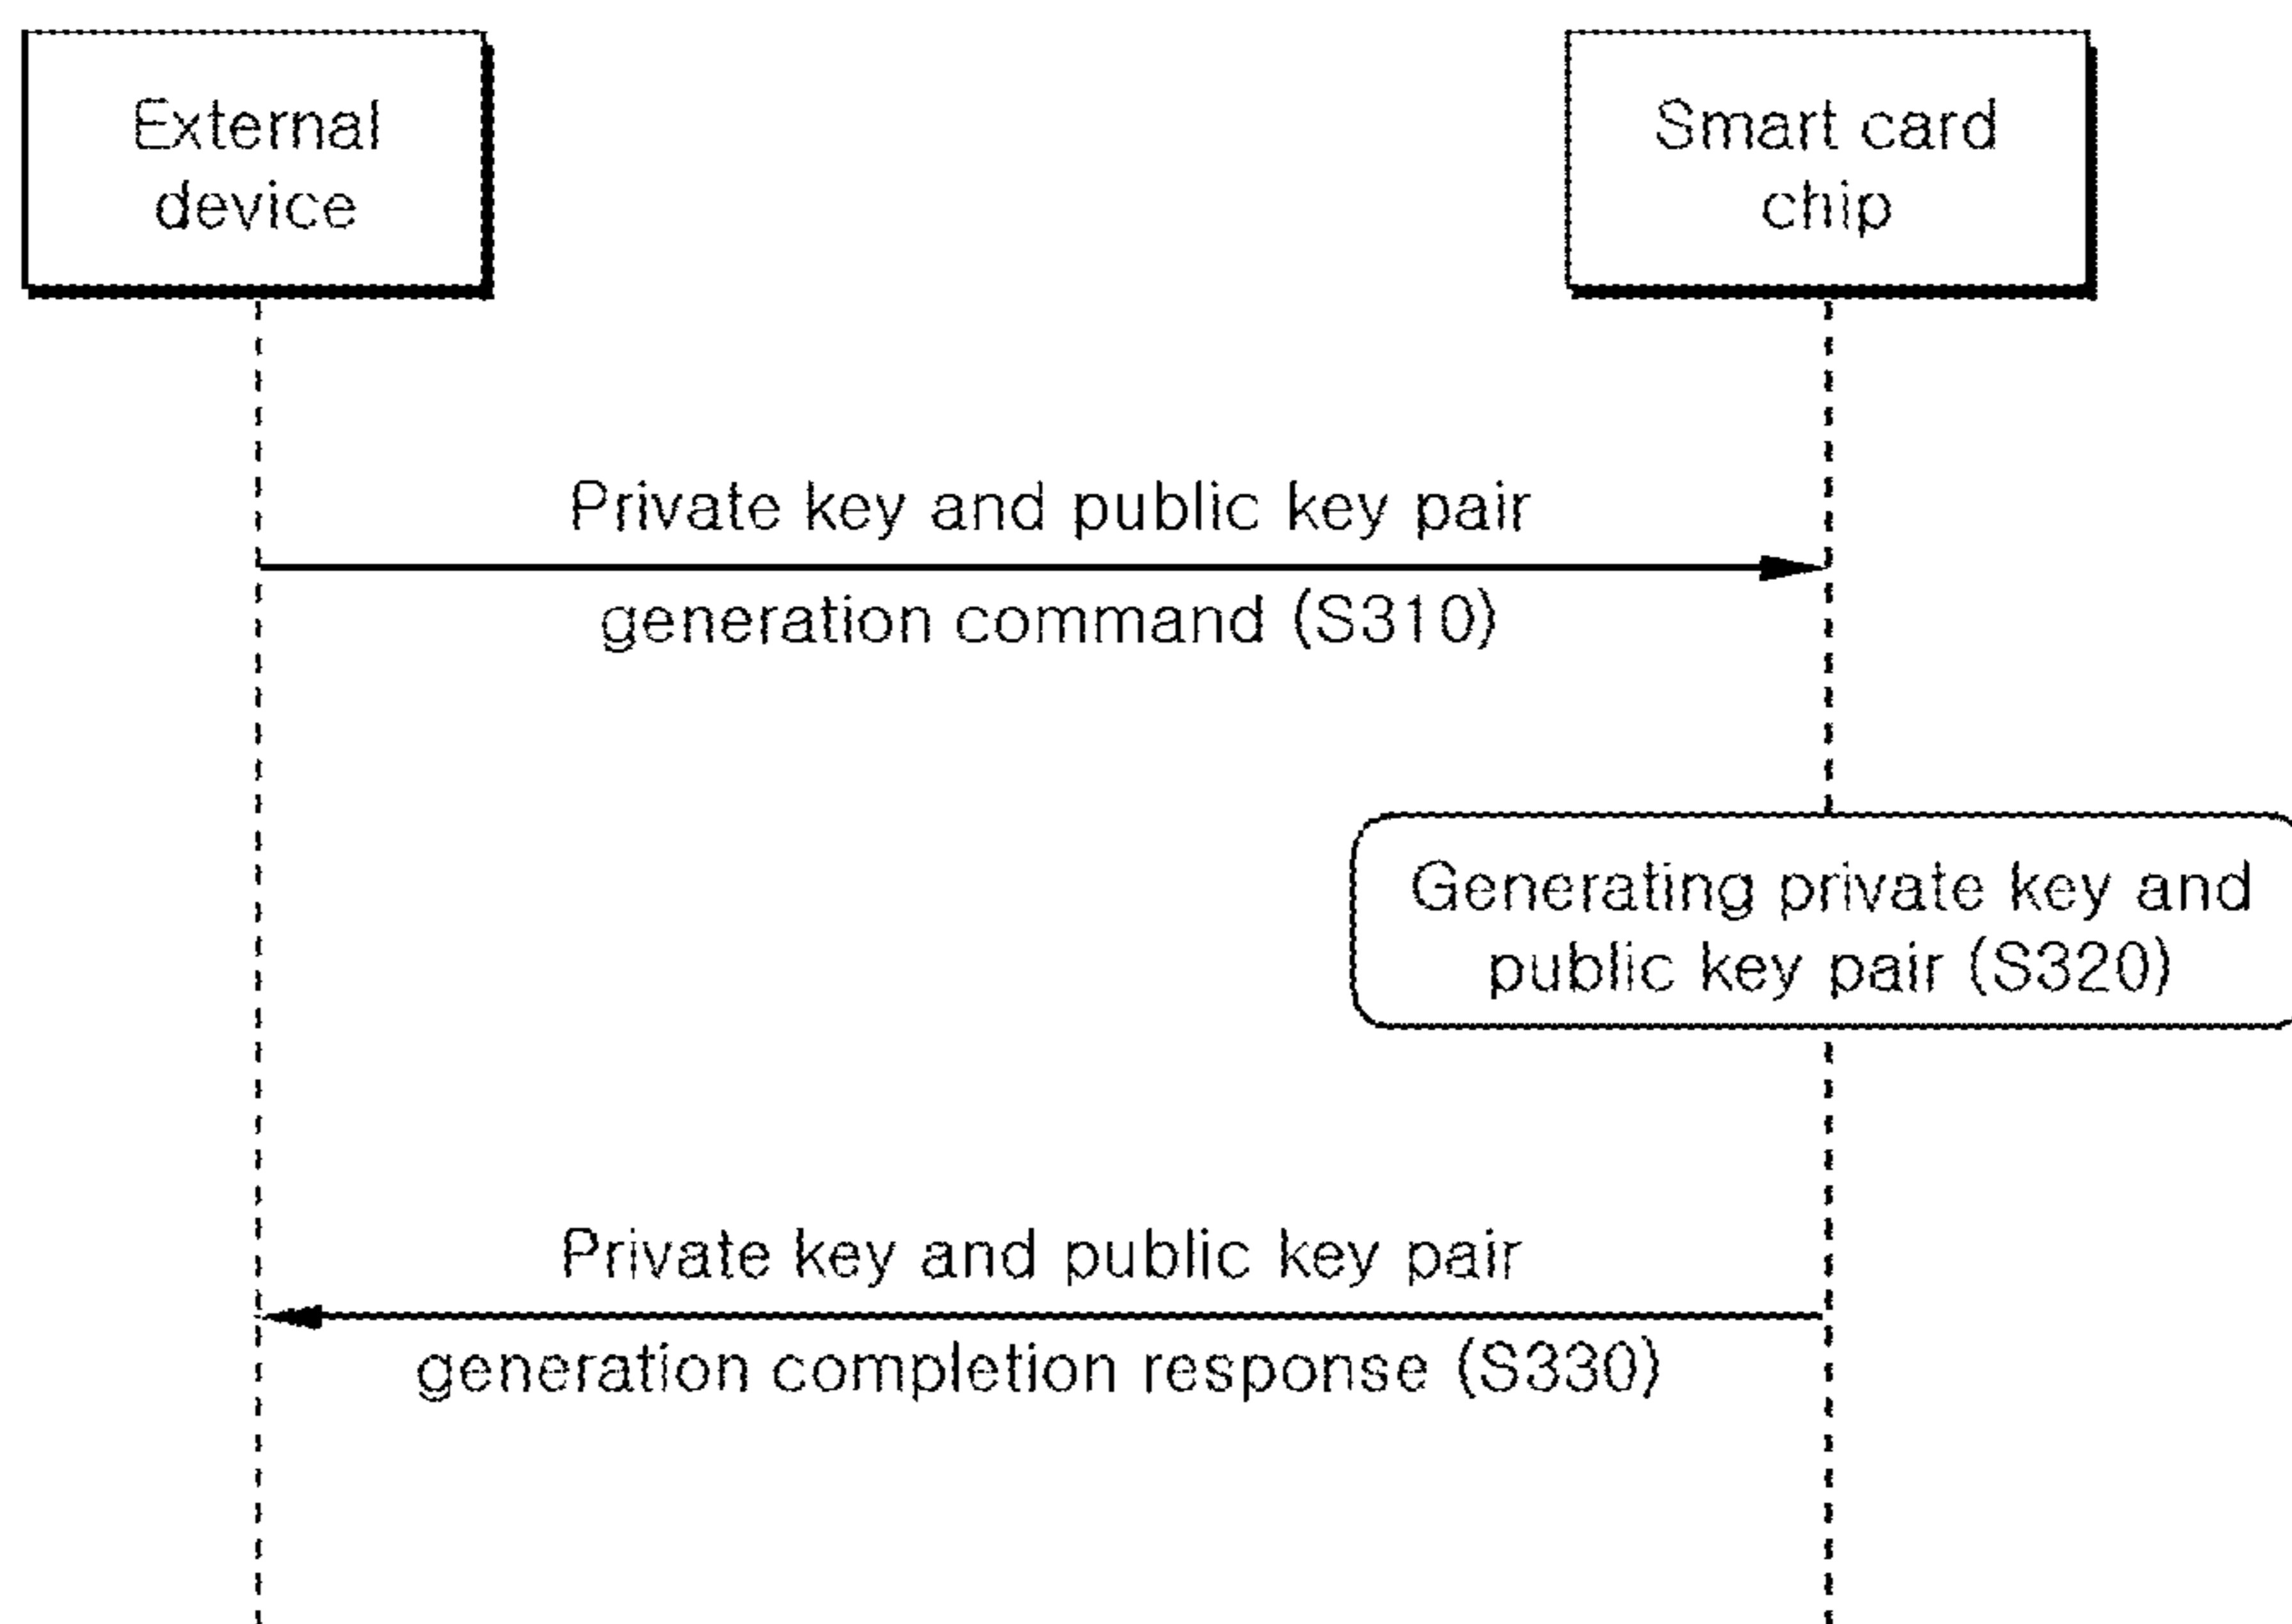 External
device
Smart card
chip
Private key and public key pair
generation command (S310)
Generating private key and
public key pair (S320)
Private key and public key pair
generation completion response (S330)